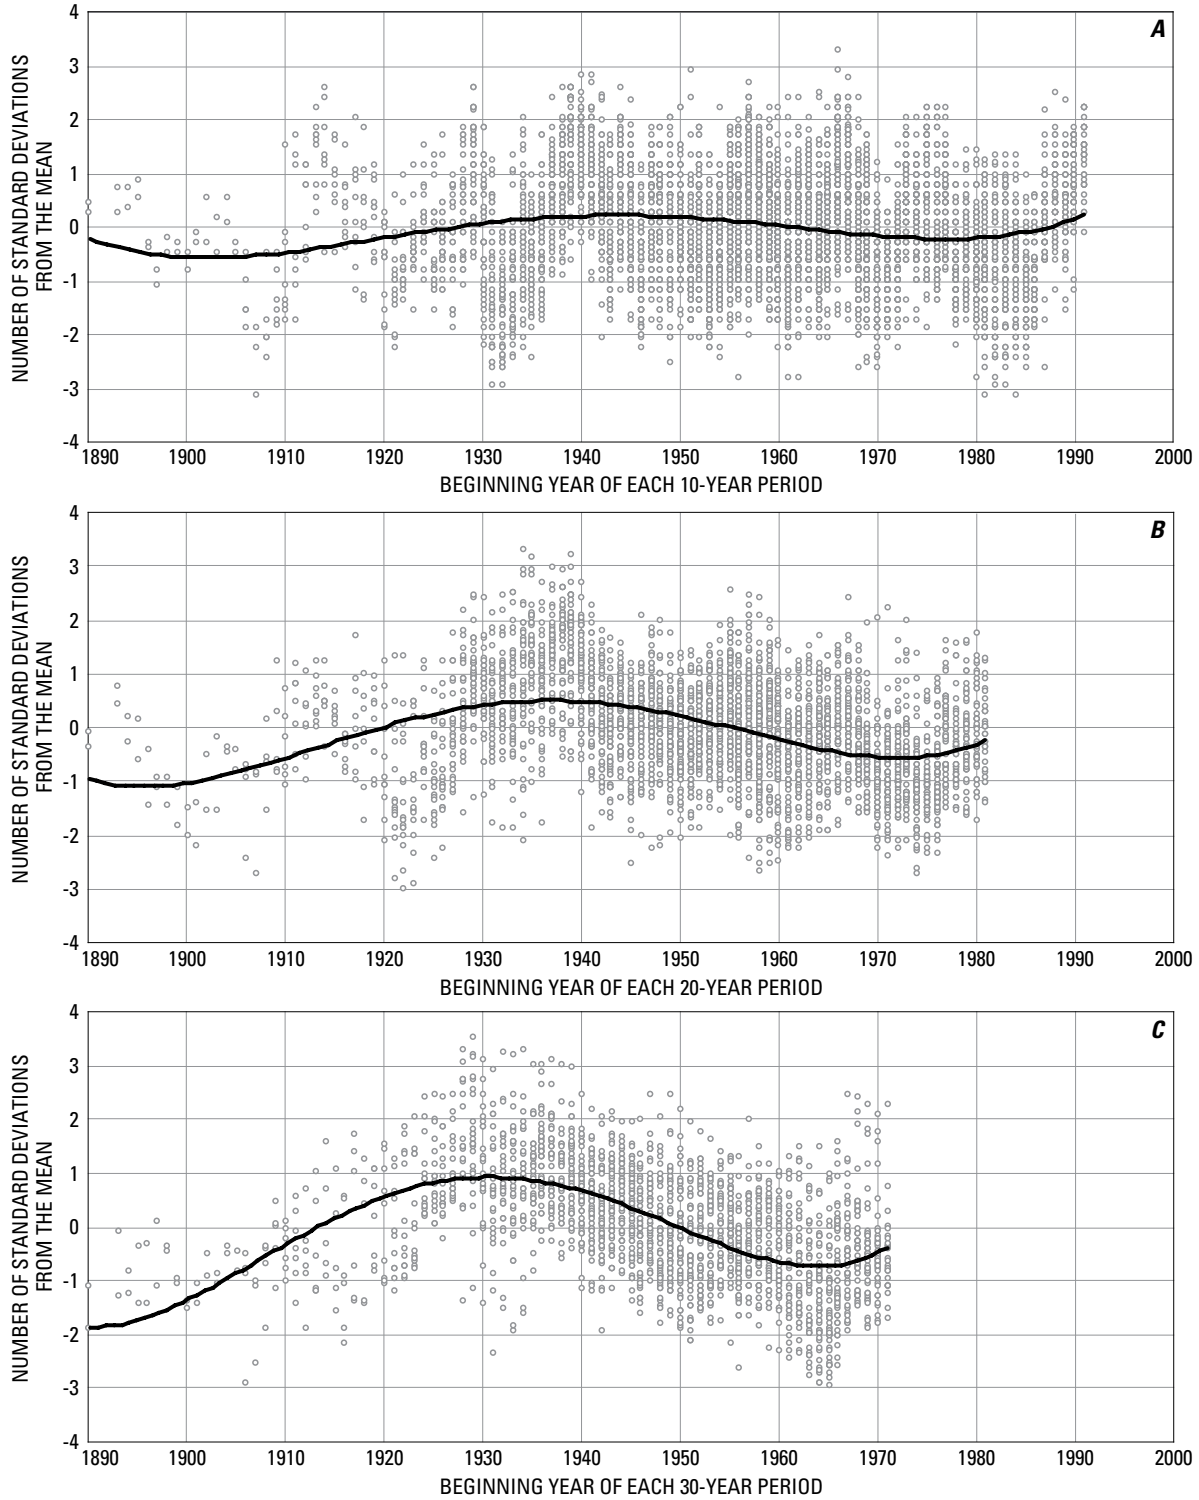 A
NUMBER OF STANDARD DEVIATIONS
FROM THE MEAN
4
3
2
1
0
-1
-2
-3
-4
1890 1900 1910 1920 1930 1940 1950 1960 1970 1980 1990 2000
BEGINNING YEAR OF EACH 10-YEAR PERIOD
B
NUMBER OF STANDARD DEVIATIONS
FROM THE MEAN
4
3
2
1
0
-1
-2
-3
-4
1890 1900 1910 1920 1930 1940 1950 1960 1970 1980 1990 2000
BEGINNING YEAR OF EACH 20-YEAR PERIOD
C
NUMBER OF STANDARD DEVIATIONS
FROM THE MEAN
4
3
2
1
0
-1
-2
-3
-4
1890 1900 1910 1920 1930 1940 1950 1960 1970 1980 1990 2000
BEGINNING YEAR OF EACH 30-YEAR PERIOD